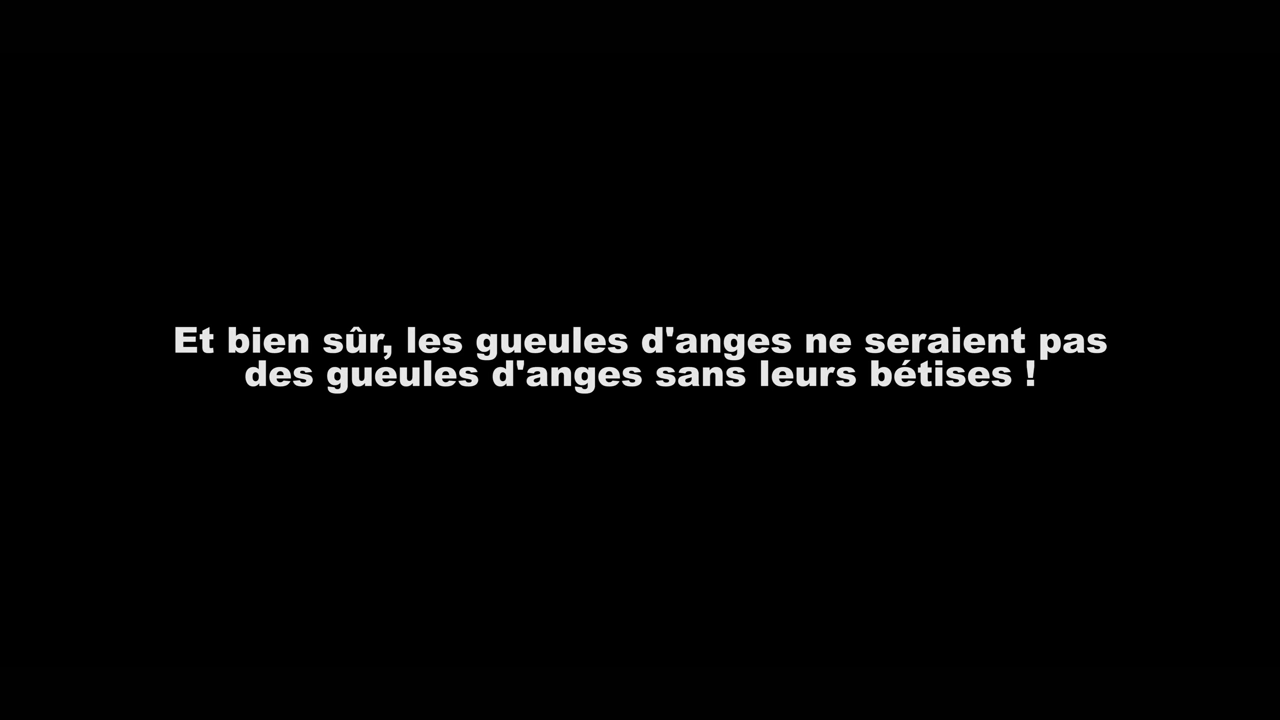 Et bien sûr, les gueules d'anges ne seraient pas
des gueules d'anges sans leurs bétises !